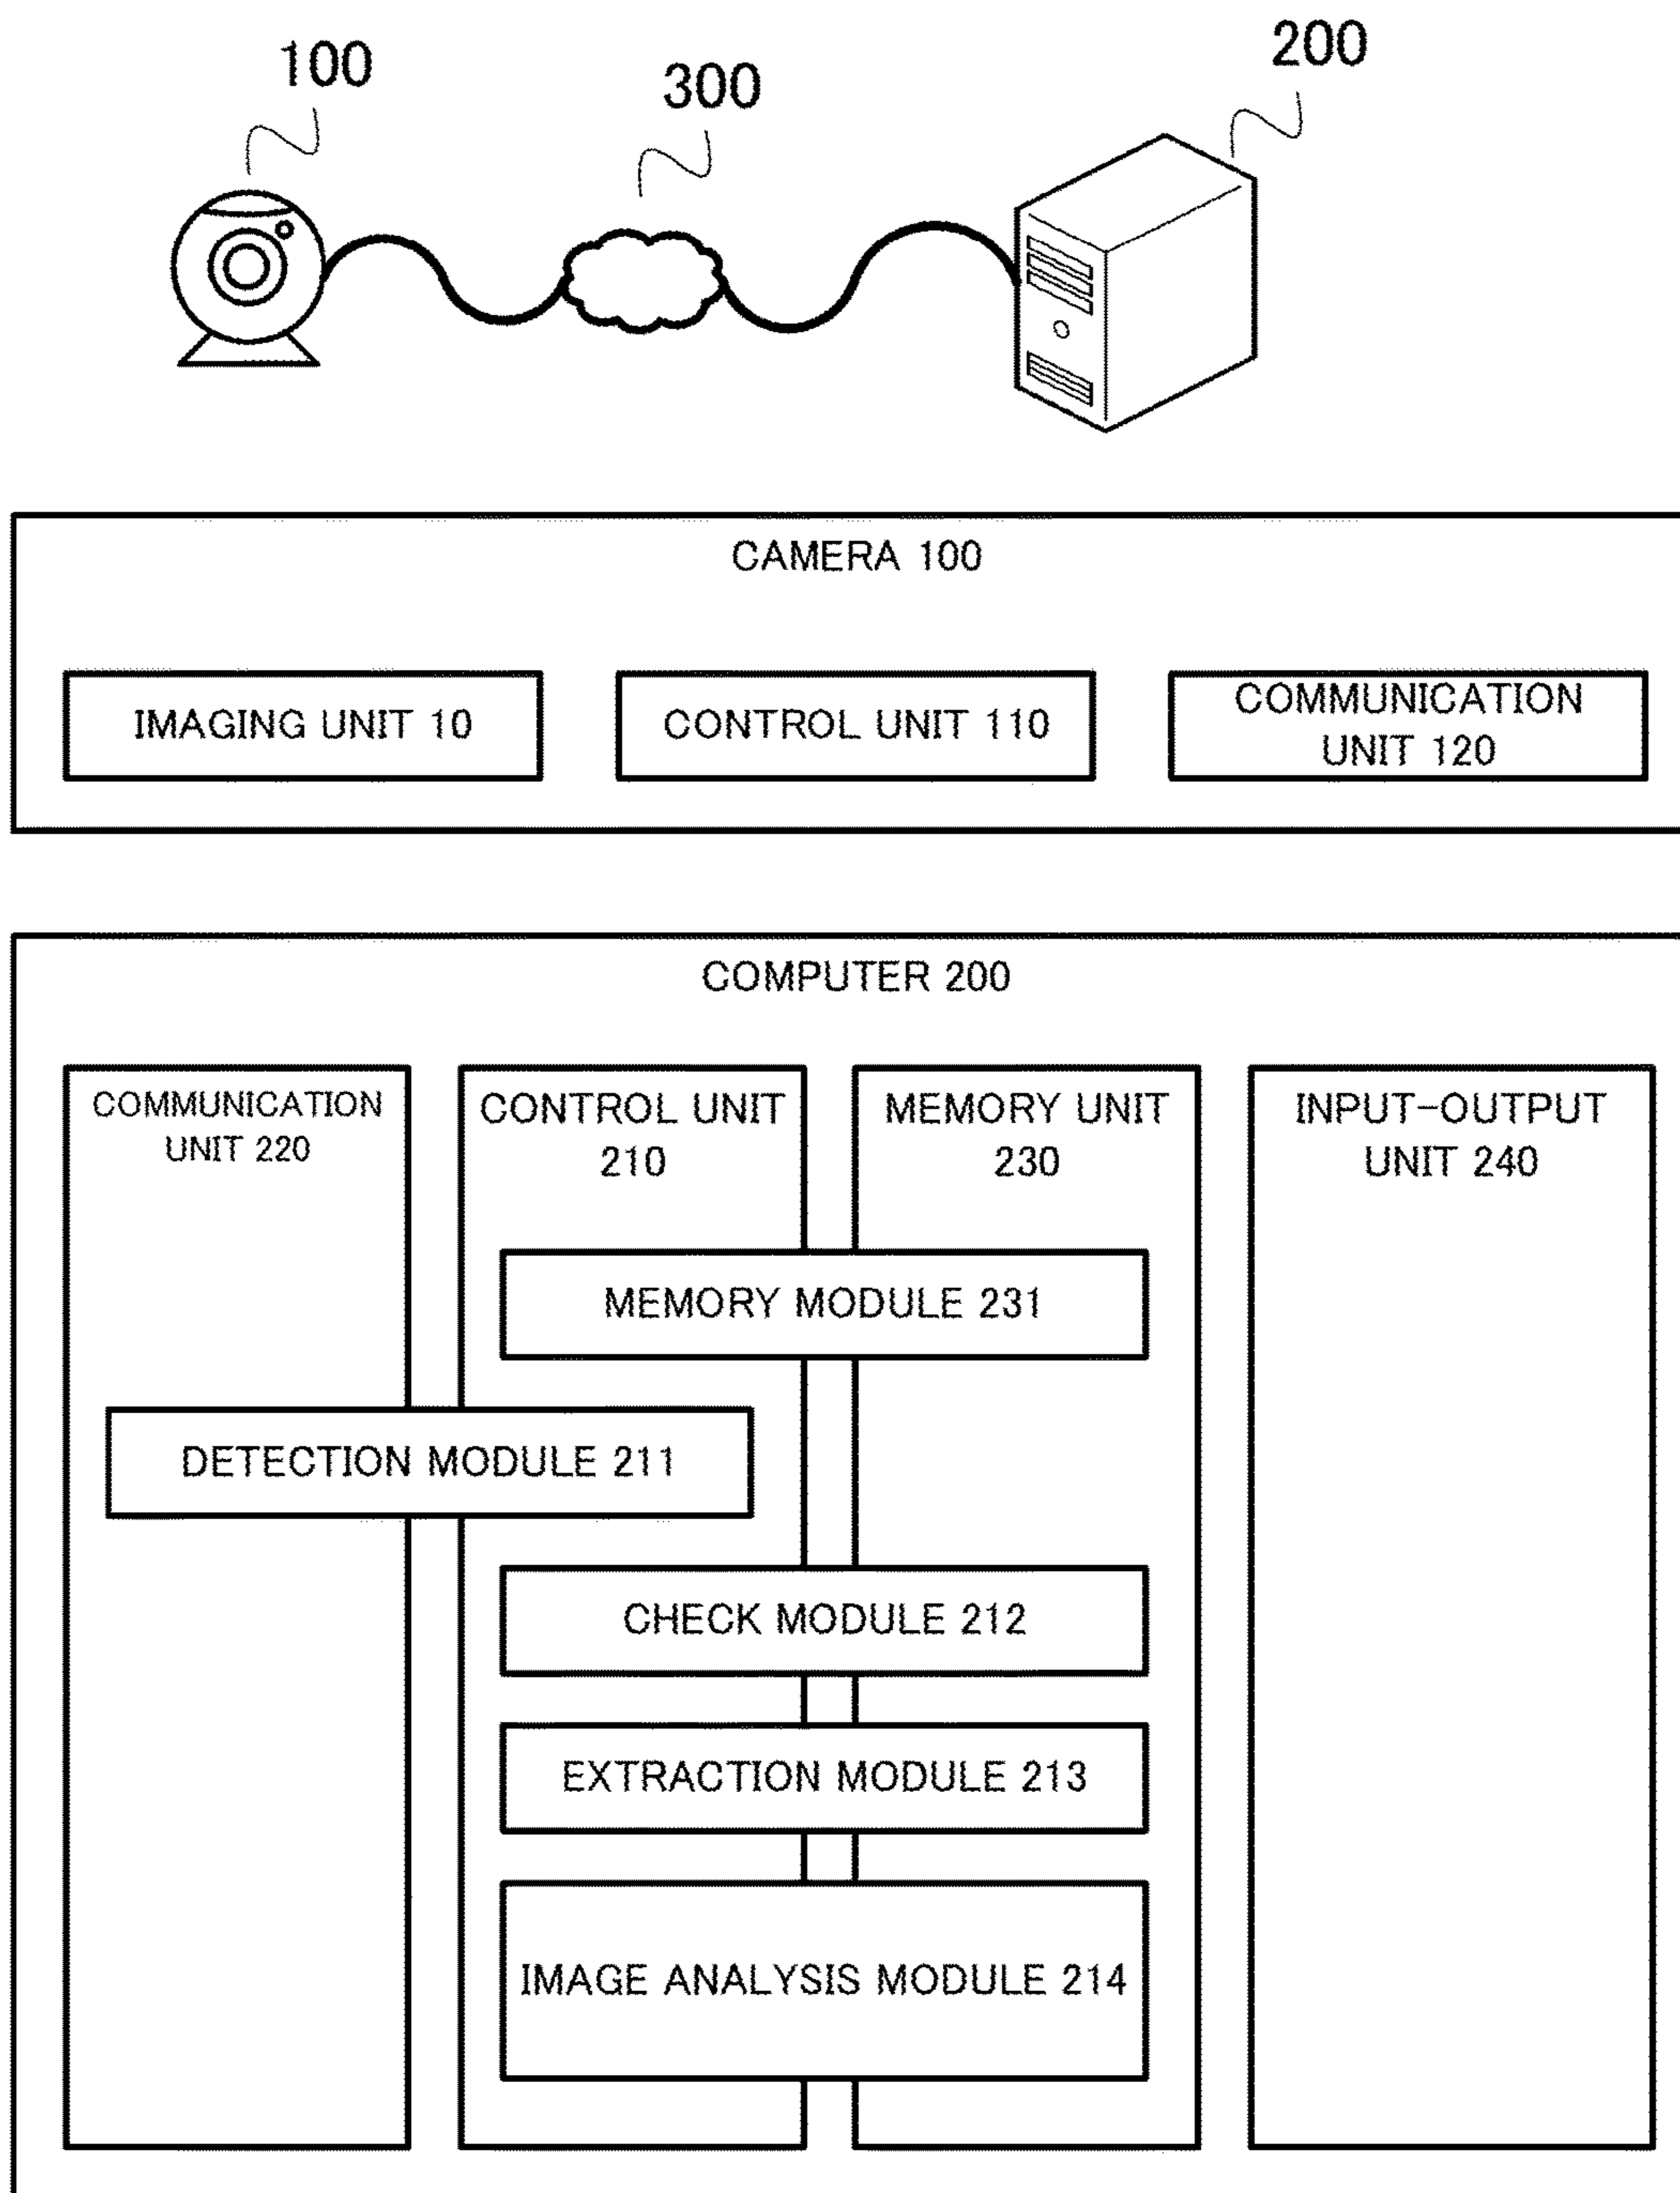 100
300
200
CAMERA 100
IMAGING UNIT 10
CONTROL UNIT 110
COMMUNICATION
UNIT 120
COMPUTER 200
COMMUNICATION
UNIT 220
CONTROL UNIT
210
MEMORY UNIT
230
INPUT-OUTPUT
UNIT 240
MEMORY MODULE 231
DETECTION MODULE 211
CHECK MODULE 212
EXTRACTION MODULE 213
IMAGE ANALYSIS MODULE 214